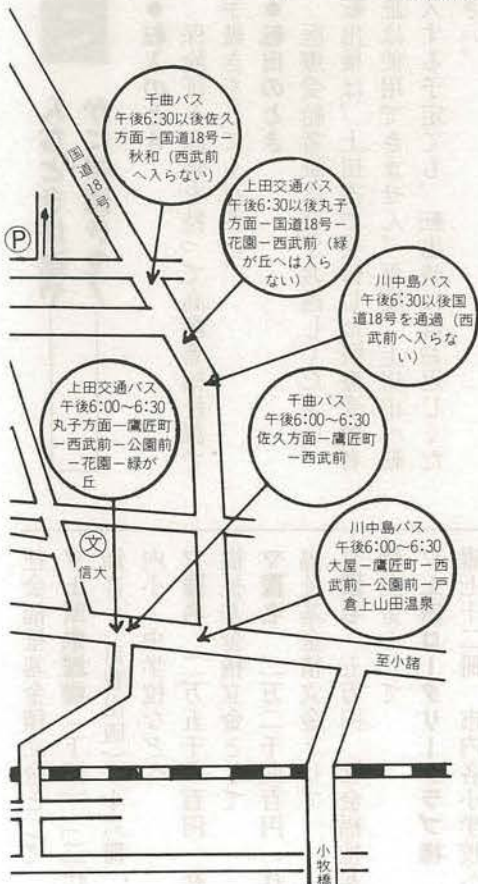 千曲バス
午後6:30以後佐久
方面ー国道18号ー
秋和（西武前
へ入らな
い）
国道18号
上田交通バス
午後6:30以後丸子
方面ー国道18号ー
花園ー西武前（緑
が丘へは入ら
ない）
Ⓟ
川中島バス
午後6:30以後国
道18号を通過（西
武前へ入らな
い）
上田交通バス
午後6:00～6:30
丸子方面ー鷹匠町
ー西武前ー公園前
ー花園ー緑が
丘
千曲バス
午後6:00～6:30
佐久方面ー鷹匠町
ー西武前
文
信大
川中島バス
午後6:00～6:30
大屋ー鷹匠町ー西
武前ー公園前ー戸
倉上山田温泉
至小諸
小牧橋